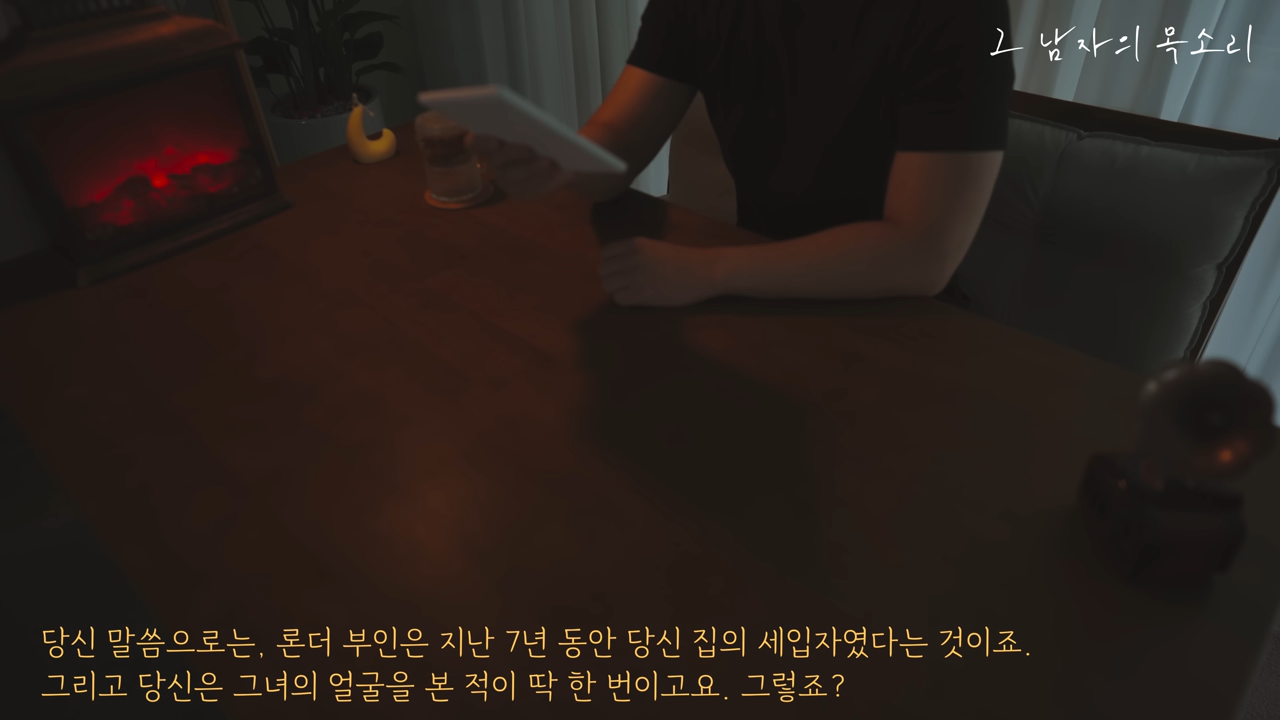 그 남자의 목소리
당신 말씀으로는, 론더 부인은 지난 7년 동안 당신 집의 세입자였다는 것이죠.
그리고 당신은 그녀의 얼굴을 본 적이 딱 한 번이고요. 그렇죠?